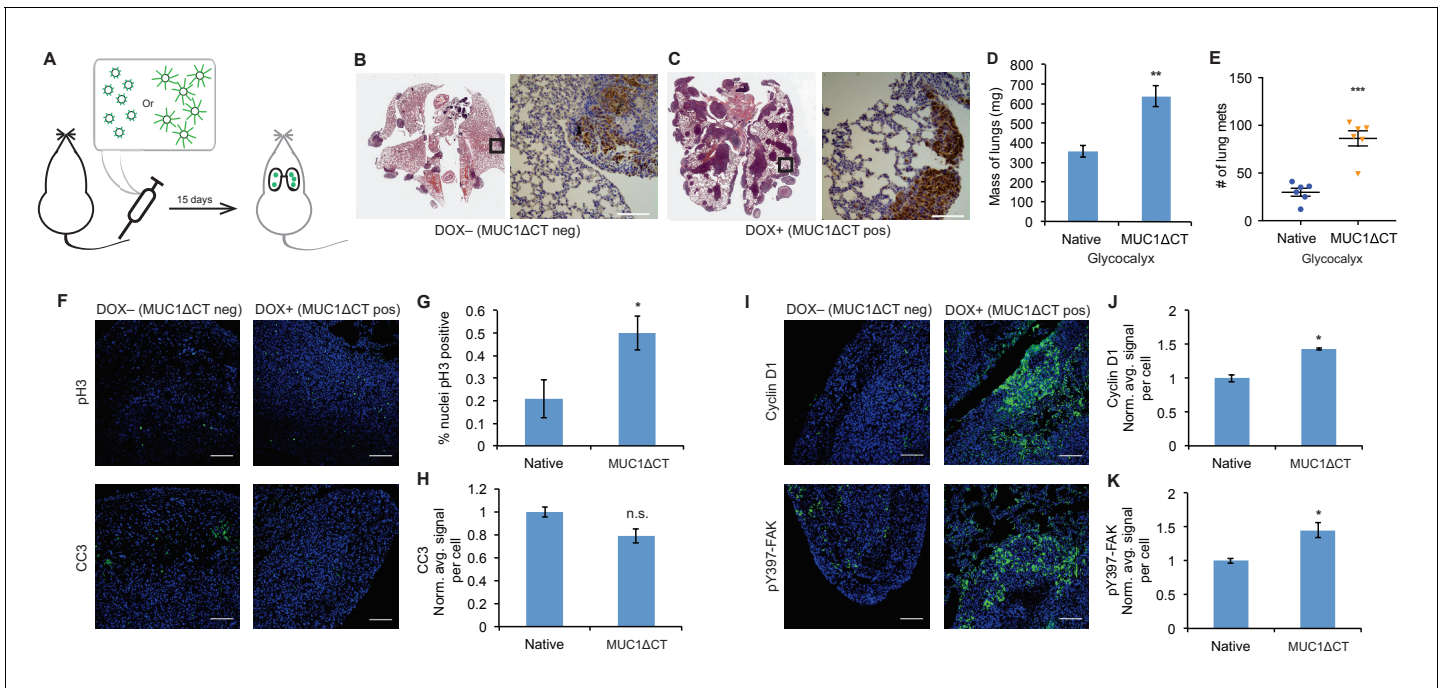 A
Or
15 days
B
DOX– (MUC1ΔCT neg)
C
DOX+ (MUC1ΔCT pos)
D
Mass of lungs (mg)
800
700
600
500
400
300
200
100
0
**
Native
MUC1ΔCT
Glycocalyx
E
# of lung mets
150
100
50
0
***
Native
MUC1ΔCT
Glycocalyx
F
DOX– (MUC1ΔCT neg)
DOX+ (MUC1ΔCT pos)
pH3
CC3
G
% nuclei pH3 positive
0.6
0.5
0.4
0.3
0.2
0.1
0
*
Native
MUC1ΔCT
H
CC3
Norm. avg. signal
per cell
1.2
1
0.8
0.6
0.4
0.2
0
n.s.
Native
MUC1ΔCT
I
DOX– (MUC1ΔCT neg)
DOX+ (MUC1ΔCT pos)
Cyclin D1
pY397-FAK
J
Cyclin D1
Norm. avg. signal
per cell
2
1.5
1
0.5
0
*
Native
MUC1ΔCT
K
pY397-FAK
Norm. avg. signal
per cell
2
1.5
1
0.5
0
*
Native
MUC1ΔCT